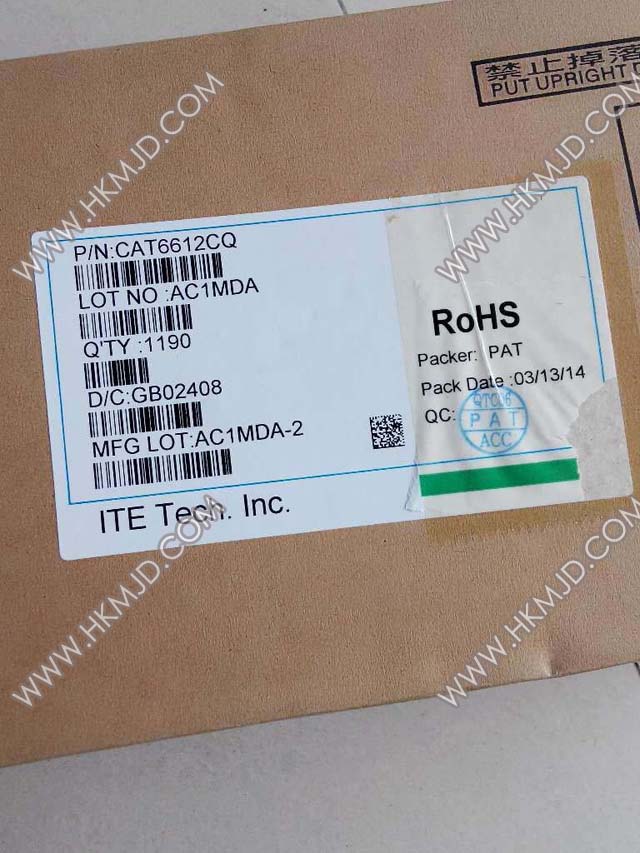 禁止掉落
PUT UPRIGHT
P/N:CAT6612CQ
LOT NO :AC1MDA
Q'TY :1190
D/C:GB02408
MFG LOT:AC1MDA-2
ITE Tech. Inc.
RoHS
Packer: PAT
Pack Date :03/13/14
QC:
PAT
ACC
WWW.HKMJD.COM
WWW.HKMJD.COM
WWW.HKMJD.COM
WWW.HKMJD.COM